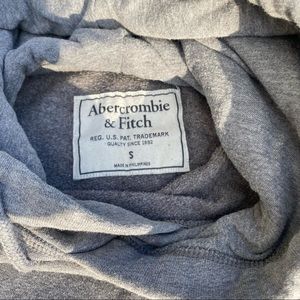 Abercrombie
& Fitch
REG. U.S. PAT. TRADEMARK
QUALITY SINCE 1892
S
MADE IN PHILIPPINES